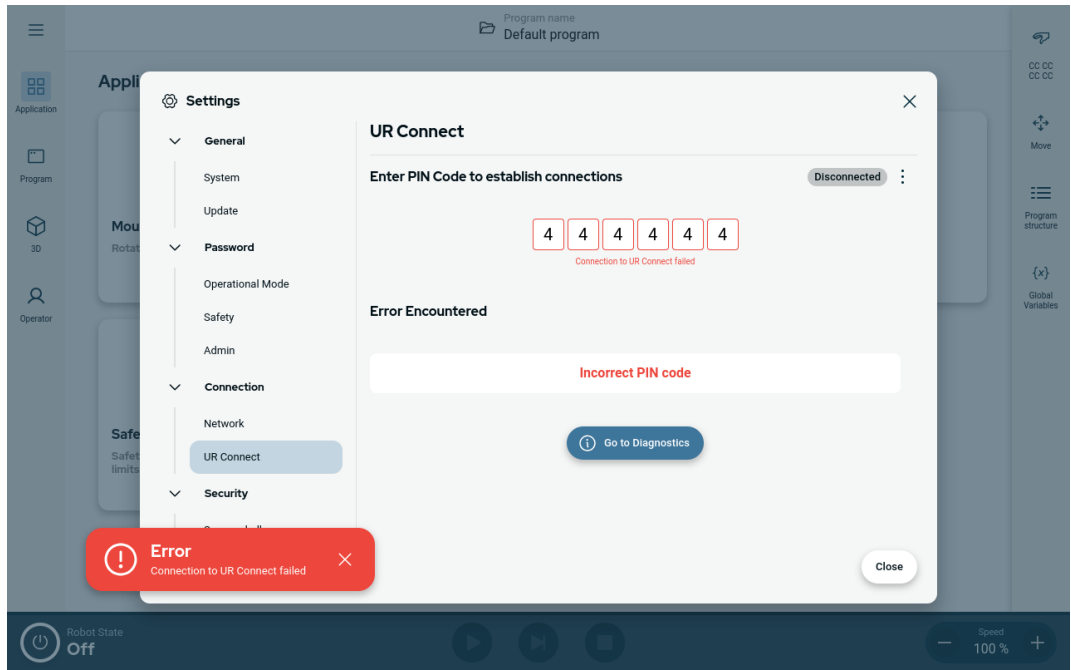 Program name
Default program
Application
Program
3D
Operator
Appli
Mou
Rotat
Safe
Safet
limits
Settings
General
System
Update
Password
Operational Mode
Safety
Admin
Connection
Network
UR Connect
Security
UR Connect
Enter PIN Code to establish connections
Disconnected
4 4 4 4 4 4
Connection to UR Connect failed
Error Encountered
Incorrect PIN code
Go to Diagnostics
Close
Error
Connection to UR Connect failed
CC CC
CC CC
Move
Program
structure
{x}
Global
Variables
Robot State
Off
Speed
100 %